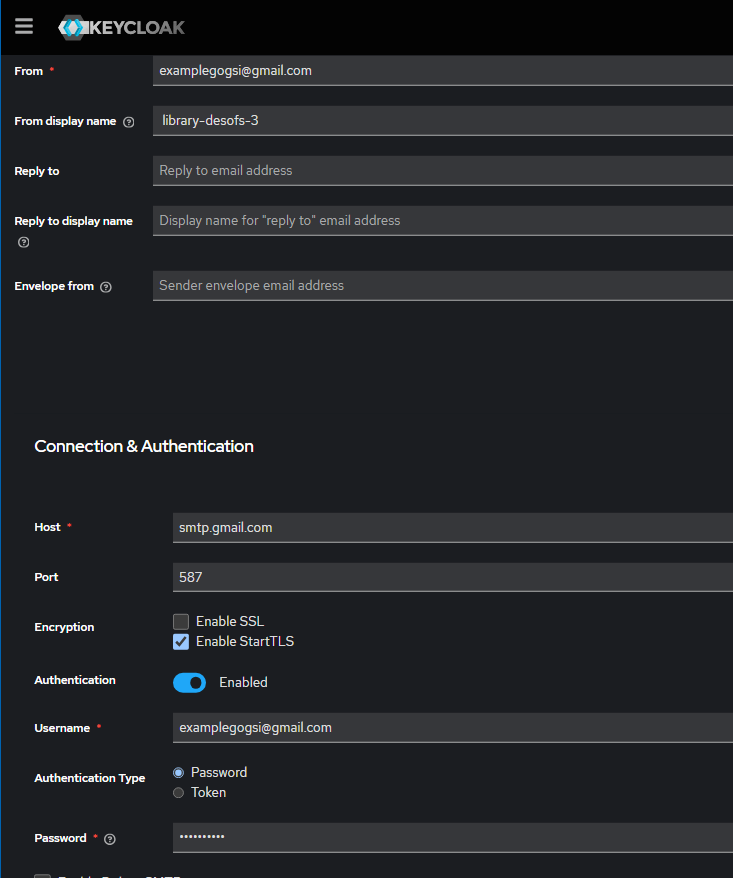 KEYCLOAK
From *
examplegogsi@gmail.com
From display name
library-desofs-3
Reply to
Reply to email address
Reply to display name
Display name for "reply to" email address
Envelope from
Sender envelope email address
Connection & Authentication
Host *
smtp.gmail.com
Port
587
Encryption
Enable SSL
Enable StartTLS
Authentication
Enabled
Username *
examplegogsi@gmail.com
Authentication Type
Password
Token
Password *
••••••••••